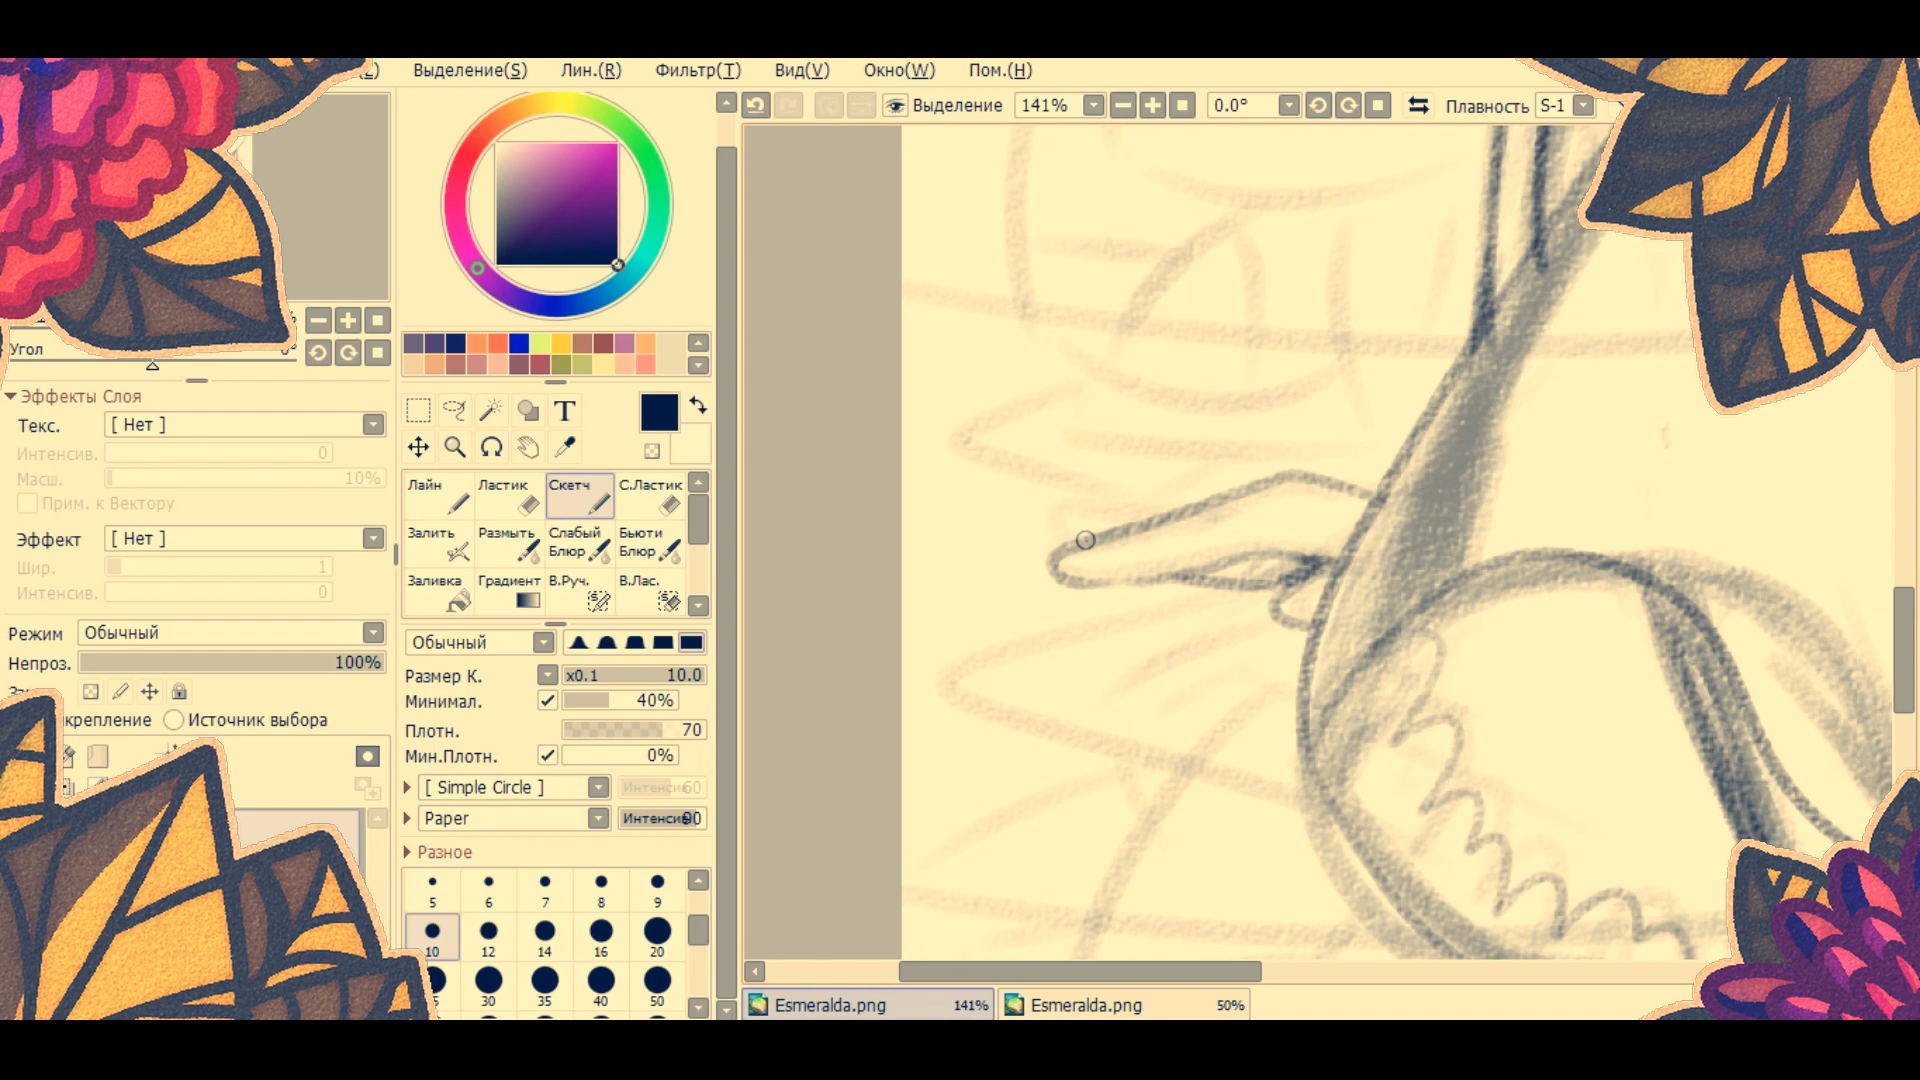 Выделение(S) Лин.(R) Фильтр(T) Вид(V) Окно(W) Пом.(H)
Выделение 141% 0.0° Плавность S-1
Угол
Эффекты Слоя
Текс. [ Нет ]
Интенсив. 0
Масш. 10%
Прим. к Вектору
Эффект [ Нет ]
Шир. 1
Интенсив. 0
Режим Обычный
Непроз. 100%
крепление Источник выбора
T
Лайн Ластик Скетч С.Ластик
Залить Размыть Слабый Блюр Бьюти Блюр
Заливка Градиент В.Руч. В.Лас.
Обычный
Размер К. x0.1 10.0
Минимал. 40%
Плотн. 70
Мин.Плотн. 0%
[ Simple Circle ]
Paper Интенсив 90
Разное
5 6 7 8 9
10 12 14 16 20
30 35 40 50
Esmeralda.png 141% Esmeralda.png 50%